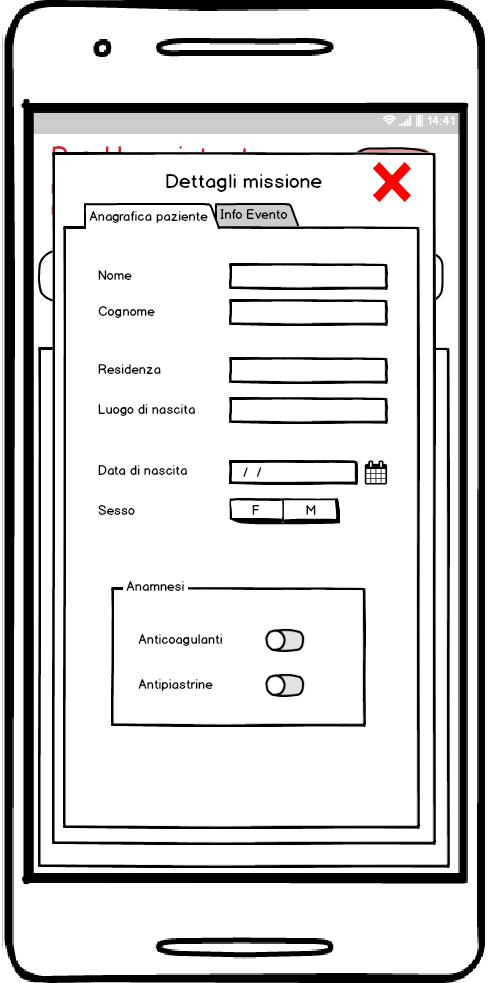 14:41
Dettagli missione
Anagrafica paziente Info Evento
Nome
Cognome
Residenza
Luogo di nascita
Data di nascita / /
Sesso F M
Anamnesi
Anticoagulanti
Antipiastrine